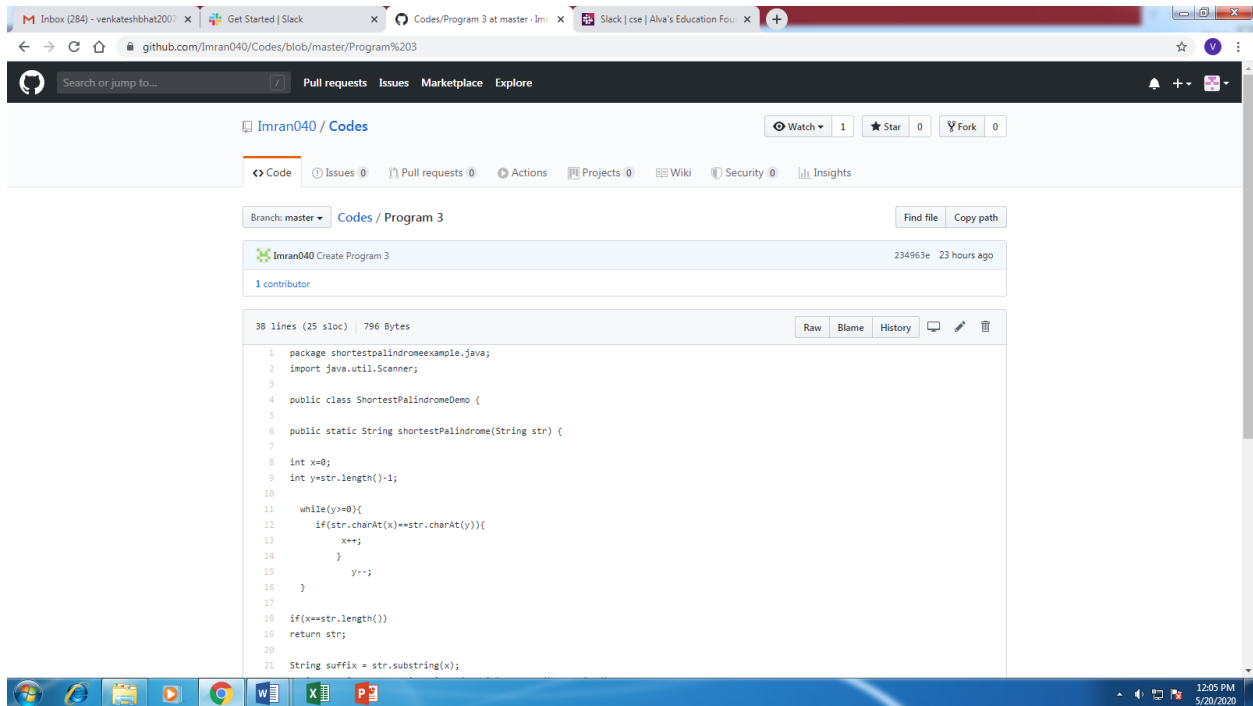 Inbox (284) - venkateshbhat2007
Get Started | Slack
Codes/Program 3 at master · Imr
Slack | cse | Alva's Education Fou
github.com/Imran040/Codes/blob/master/Program%203
V
Search or jump to...
/
Pull requests Issues Marketplace Explore
Imran040 / Codes
Watch 1 Star 0 Fork 0
Code Issues 0 Pull requests 0 Actions Projects 0 Wiki Security 0 Insights
Branch: master Codes / Program 3 Find file Copy path
Imran040 Create Program 3 234963e 23 hours ago
1 contributor
38 lines (25 sloc) 796 Bytes Raw Blame History
1 package shortestpalindromeexample.java;
2 import java.util.Scanner;
3
4 public class ShortestPalindromeDemo {
5
6 public static String shortestPalindrome(String str) {
7
8 int x=0;
9 int y=str.length()-1;
10
11 while(y>=0){
12 if(str.charAt(x)==str.charAt(y)){
13 x++;
14 }
15 y--;
16 }
17
18 if(x==str.length())
19 return str;
20
21 String suffix = str.substring(x);
12:05 PM
5/20/2020